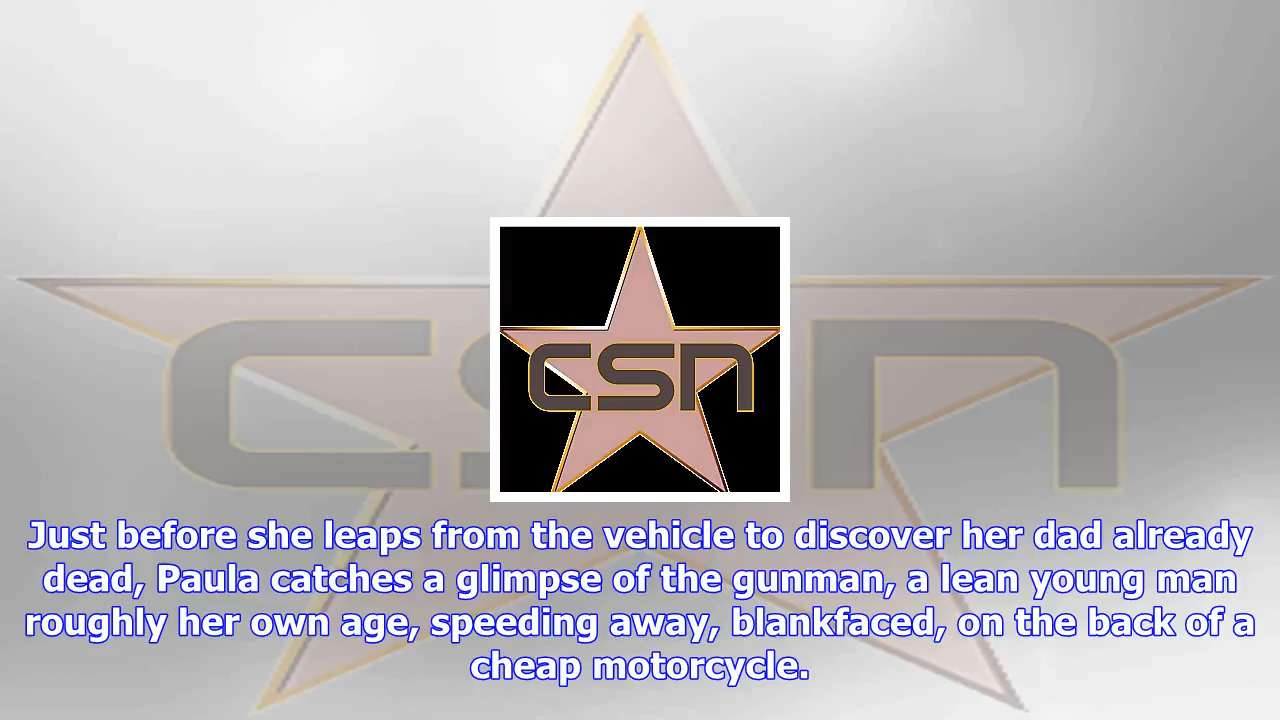 CSN
Just before she leaps from the vehicle to discover her dad already
dead, Paula catches a glimpse of the gunman, a lean young man
roughly her own age, speeding away, blankfaced, on the back of a
cheap motorcycle.